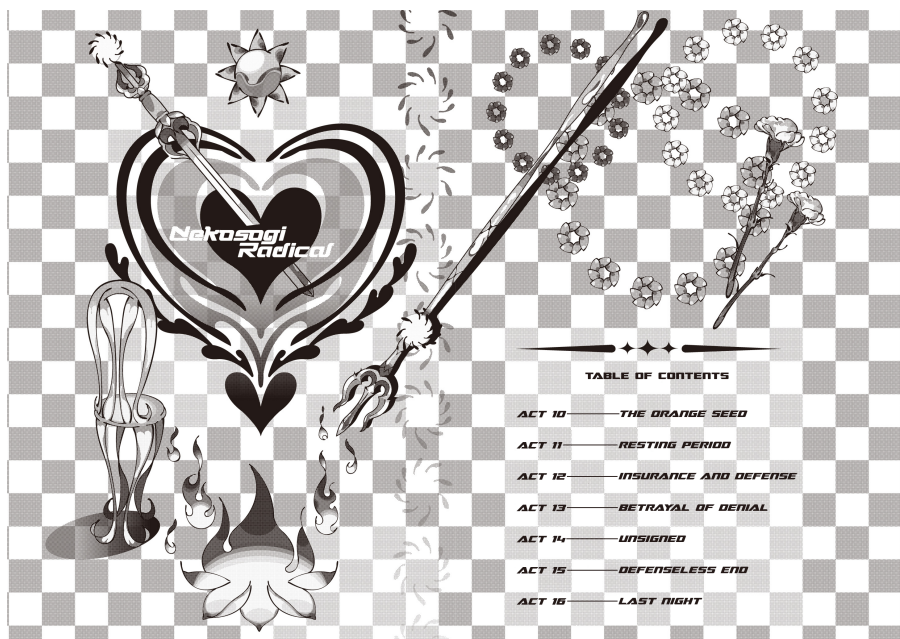 Nekosogi
Radical
TABLE OF CONTENTS
ACT 10 THE ORANGE SEED
ACT 11 RESTING PERIOD
ACT 12 INSURANCE AND DEFENSE
ACT 13 BETRAYAL OF DENIAL
ACT 14 UNSIGNED
ACT 15 DEFENSELESS END
ACT 16 LAST NIGHT